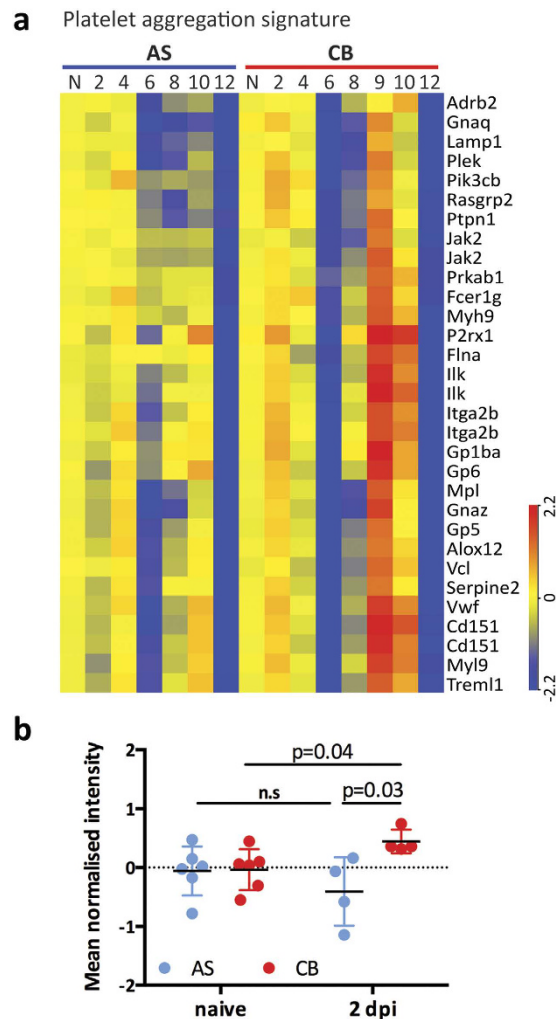 a Platelet aggregation signature
AS CB
N 2 4 6 8 10 12 N 2 4 6 8 9 10 12
Adrb2
Gnaq
Lamp1
Plek
Pik3cb
Rasgrp2
Ptpn1
Jak2
Jak2
Prkab1
Fcer1g
Myh9
P2rx1
Flna
Ilk
Ilk
Itga2b
Itga2b
Gp1ba
Gp6
Mpl
Gnaz
Gp5
Alox12
Vcl
Serpine2
Vwf
Cd151
Cd151
Myl9
Treml1
2.2
0
-2.2
b
2
1
0
-1
-2
Mean normalised intensity
p=0.04
n.s p=0.03
AS CB
naive 2 dpi